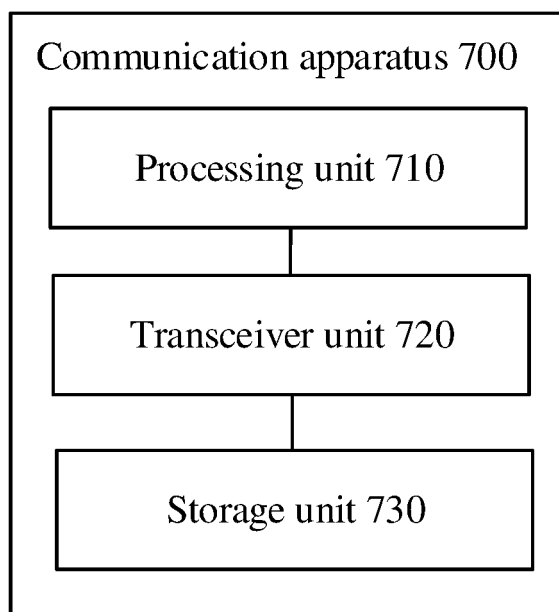 Communication apparatus 700
Processing unit 710
Transceiver unit 720
Storage unit 730